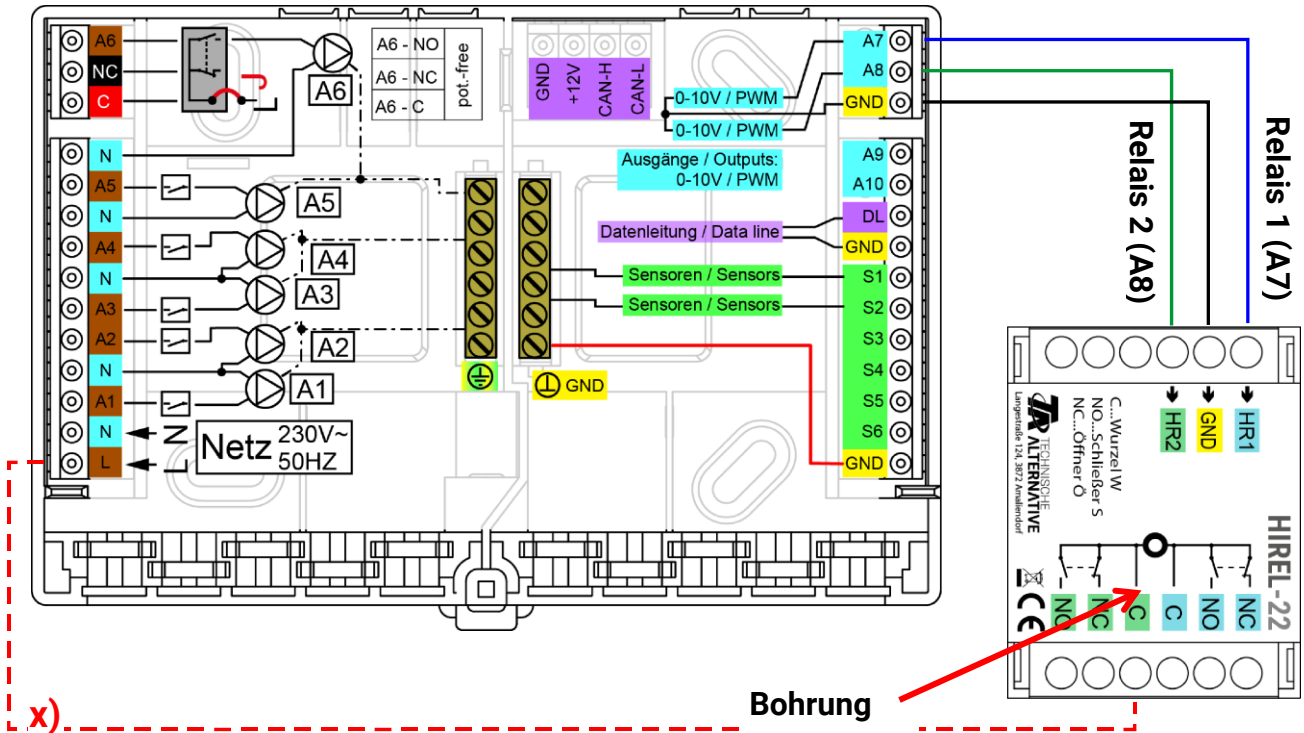 A6
NC
C
N
A5
N
A4
N
A3
A2
N
A1
N
L
A6
A6 - NO
A6 - NC
A6 - C
pot.-free
A5
A4
A3
A2
A1
N
L
Netz 230V~
50HZ
GND
+12V
CAN-H
CAN-L
0-10V / PWM
0-10V / PWM
Ausgänge / Outputs:
0-10V / PWM
Datenleitung / Data line
Sensoren / Sensors
Sensoren / Sensors
GND
A7
A8
GND
A9
A10
DL
GND
S1
S2
S3
S4
S5
S6
GND
Relais 2 (A8)
Relais 1 (A7)
HR2
GND
HR1
C...Wurzel W
NO...Schließer S
NC...Öffner Ö
TA
TECHNISCHE
ALTERNATIVE
Langestraße 124, 3872 Amaliendorf
CE
HIREL-22
NO
NC
C
C
NO
NC
Bohrung
x)